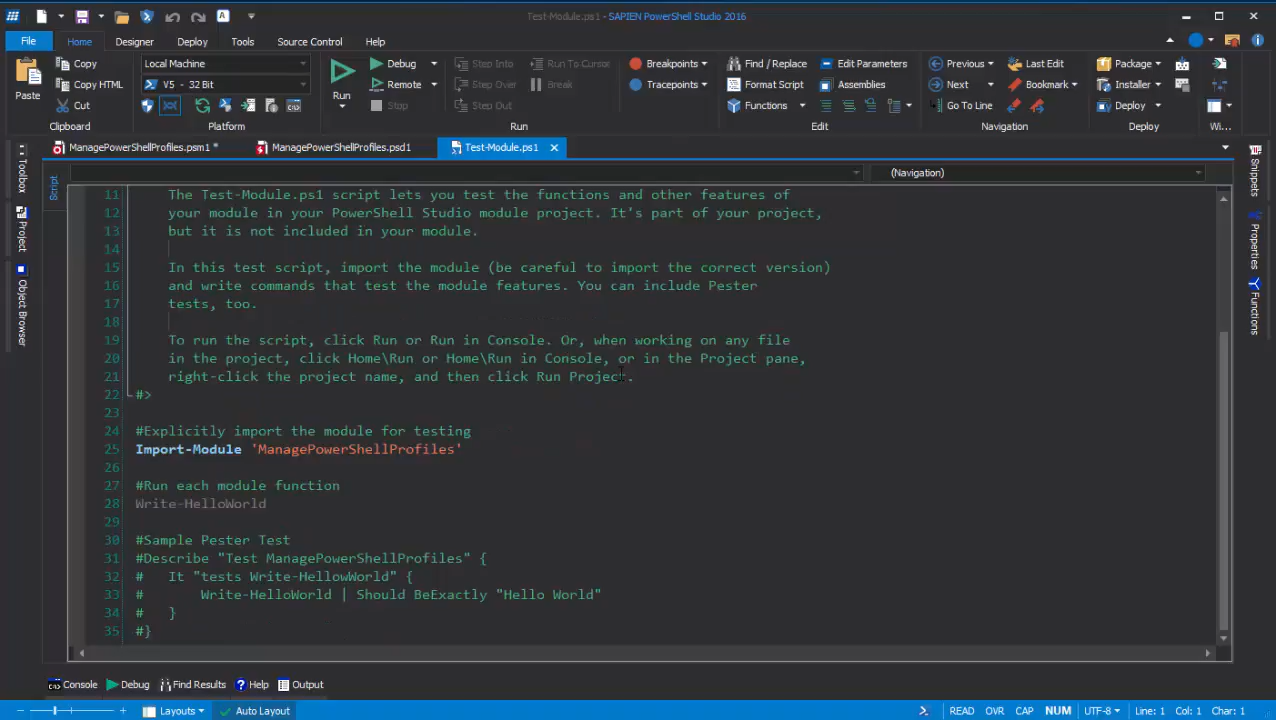 Test-Module.ps1 - SAPIEN PowerShell Studio 2016
File Home Designer Deploy Tools Source Control Help
Paste
Copy
Copy HTML
Cut
Clipboard
Local Machine
V5 - 32 Bit
Platform
Run
Debug
Remote
Stop
Step Into
Step Over
Step Out
Run To Cursor
Break
Run
Breakpoints
Tracepoints
Find / Replace
Format Script
Functions
Edit Parameters
Assemblies
Edit
Previous
Next
Go To Line
Last Edit
Bookmark
Navigation
Package
Installer
Deploy
Deploy
Wi...
ManagePowerShellProfiles.psm1 *
ManagePowerShellProfiles.psd1
Test-Module.ps1
Toolbox
Project
Object Browser
Script
(Navigation)
Snippets
Properties
Functions
11 The Test-Module.ps1 script lets you test the functions and other features of
12 your module in your PowerShell Studio module project. It's part of your project,
13 but it is not included in your module.
14
15 In this test script, import the module (be careful to import the correct version)
16 and write commands that test the module features. You can include Pester
17 tests, too.
18
19 To run the script, click Run or Run in Console. Or, when working on any file
20 in the project, click Home\Run or Home\Run in Console, or in the Project pane,
21 right-click the project name, and then click Run Project.
22 #>
23
24 #Explicitly import the module for testing
25 Import-Module 'ManagePowerShellProfiles'
26
27 #Run each module function
28 Write-HelloWorld
29
30 #Sample Pester Test
31 #Describe "Test ManagePowerShellProfiles" {
32 # It "tests Write-HellowWorld" {
33 # Write-HelloWorld | Should BeExactly "Hello World"
34 # }
35 #}
Console Debug Find Results Help Output
Layouts Auto Layout READ OVR CAP NUM UTF-8 Line: 1 Col: 1 Char: 1